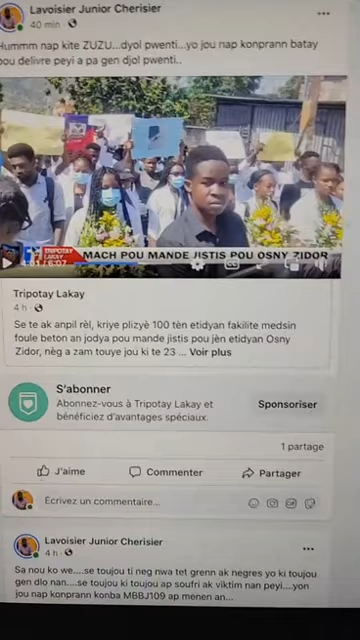 Lavoisier Junior Cherisier
40 min
Hummm nap kite ZUZU...djol pwenti...yo jou nap konprann batay
pou delivre peyi a pa gen djol pwenti..
TRIPOTAY LAKAY
MACH POU MANDE JISTIS POU OSNY ZIDOR
Tripotay Lakay
4 h
Se te ak anpil rèl, kriye plizyè 100 tèn etidyan fakilite medsin
foule beton an jodya pou mande jistis pou jèn etidyan Osny
Zidor, nèg a zam touye jou ki te 23 ... Voir plus
S'abonner
Abonnez-vous à Tripotay Lakay et
bénéficiez d'avantages spéciaux.
Sponsoriser
1 partage
J'aime
Commenter
Partager
Écrivez un commentaire...
Lavoisier Junior Cherisier
4 h
Sa nou ko we....se toujou ti neg nwa tet grenn ak negres yo ki toujou
gen dlo nan....se toujou ki toujou ap soufri ak viktim nan peyi....yon
jou nap konprann konba MBBJ109 ap menen an...